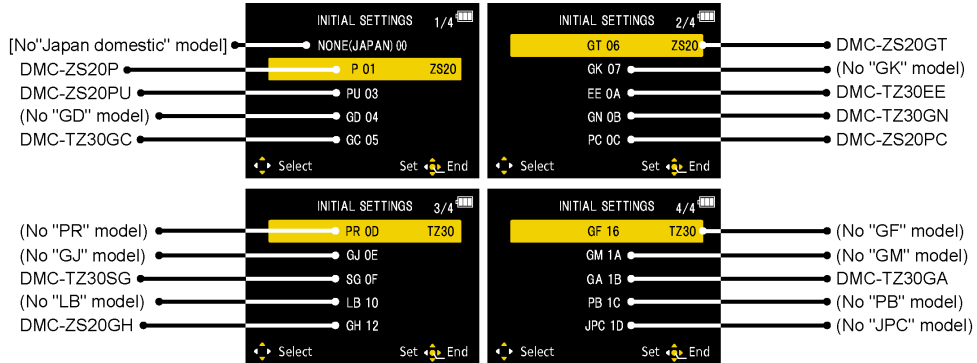 INITIAL SETTINGS 1/4
[No"Japan domestic" model] NONE(JAPAN) 00
DMC-ZS20P P 01 ZS20
DMC-ZS20PU PU 03
(No "GD" model) GD 04
DMC-TZ30GC GC 05
Select Set End
INITIAL SETTINGS 2/4
GT 06 ZS20 DMC-ZS20GT
GK 07 (No "GK" model)
EE 0A DMC-TZ30EE
GN 0B DMC-TZ30GN
PC 0C DMC-ZS20PC
Select Set End
INITIAL SETTINGS 3/4
(No "PR" model) PR 0D TZ30
(No "GJ" model) GJ 0E
DMC-TZ30SG SG 0F
(No "LB" model) LB 10
DMC-ZS20GH GH 12
Select Set End
INITIAL SETTINGS 4/4
GF 16 TZ30 (No "GF" model)
GM 1A (No "GM" model)
GA 1B DMC-TZ30GA
PB 1C (No "PB" model)
JPC 1D (No "JPC" model)
Select Set End